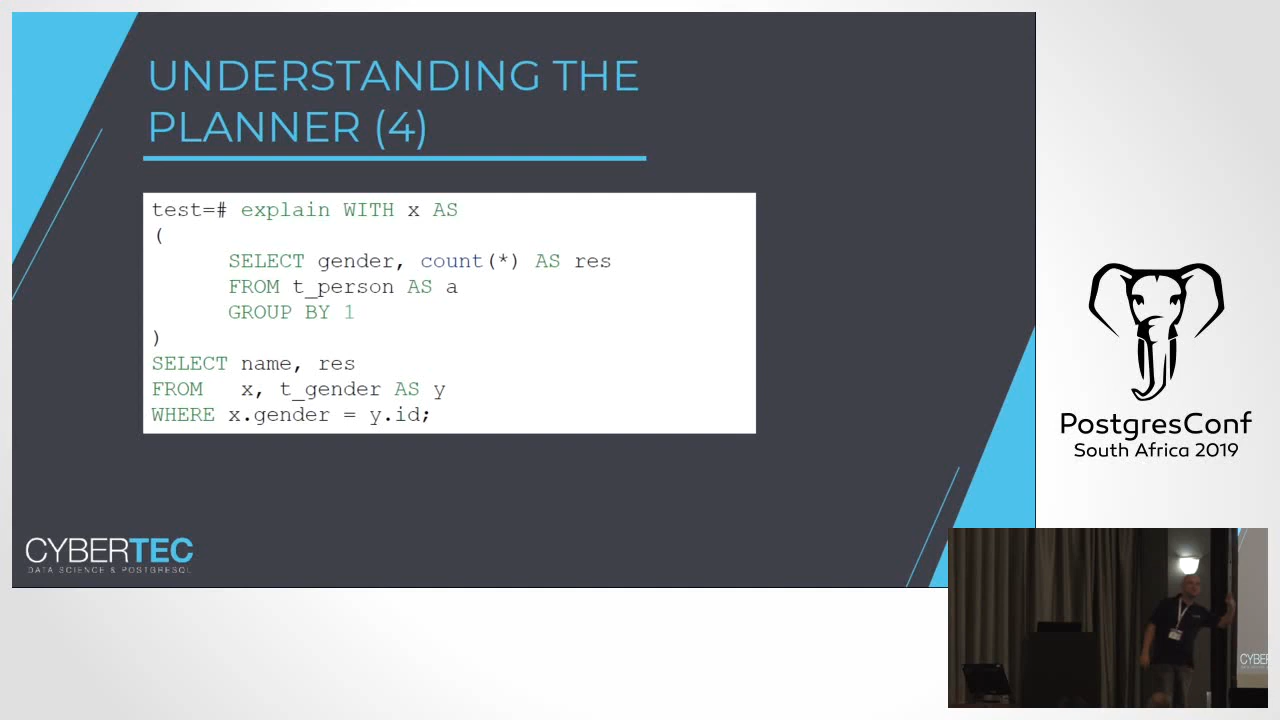 UNDERSTANDING THE
PLANNER (4)
test=# explain WITH x AS
(
SELECT gender, count(*) AS res
FROM t_person AS a
GROUP BY 1
)
SELECT name, res
FROM x, t_gender AS y
WHERE x.gender = y.id;
CYBERTEC
DATA SCIENCE & POSTGRESQL
PostgresConf
South Africa 2019
CYBE